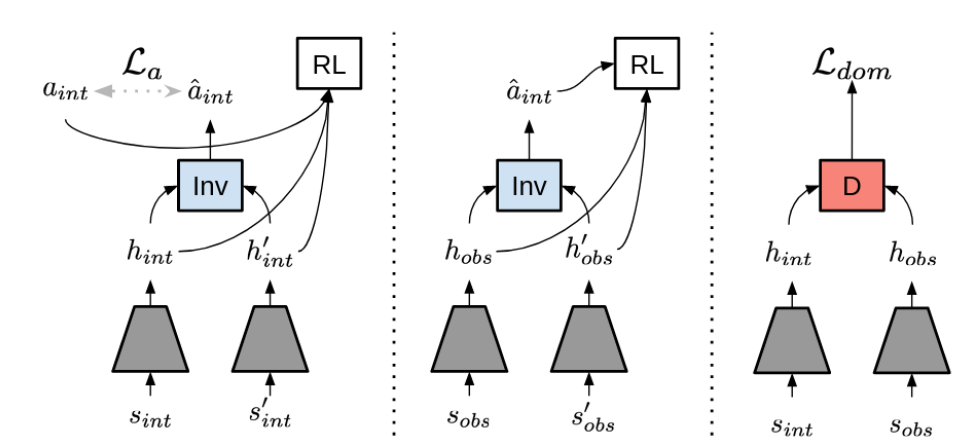 $\mathcal{L}_a$
RL
$a_{int}$ $\hat{a}_{int}$
Inv
$h_{int}$ $h'_{int}$
$s_{int}$ $s'_{int}$
RL
$\hat{a}_{int}$
Inv
$h_{obs}$ $h'_{obs}$
$s_{obs}$ $s'_{obs}$
$\mathcal{L}_{dom}$
D
$h_{int}$ $h_{obs}$
$s_{int}$ $s_{obs}$